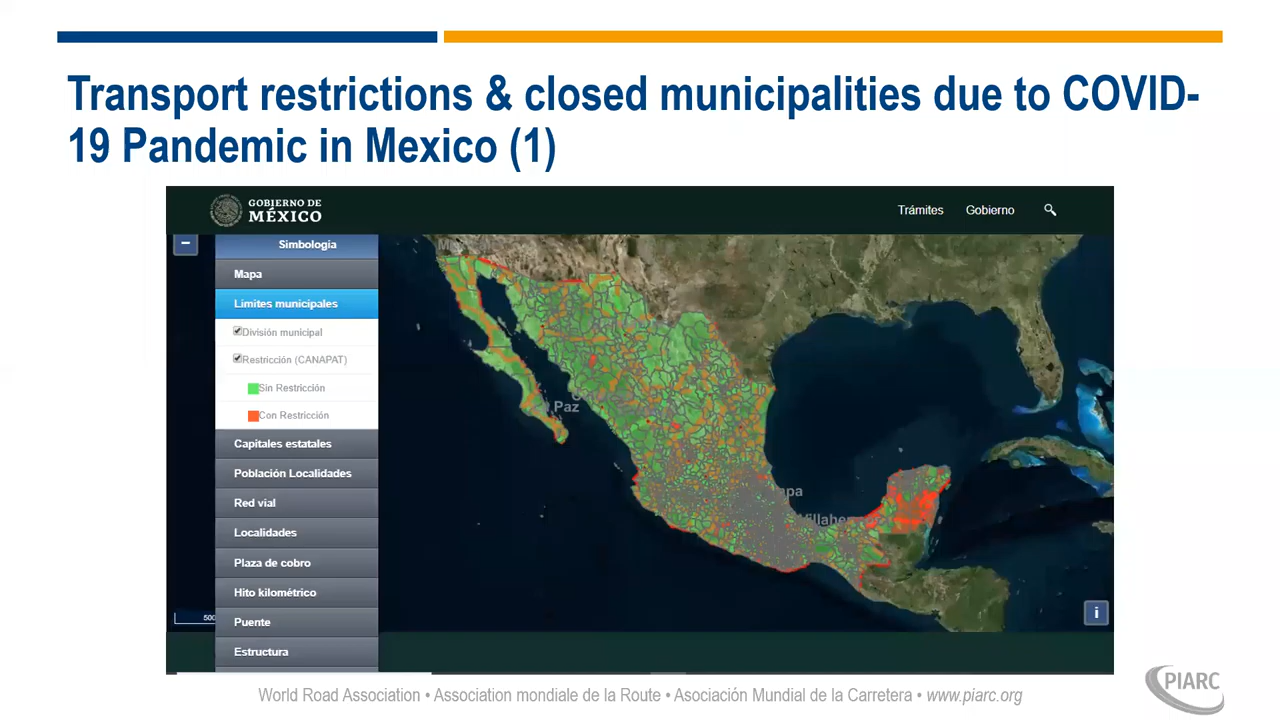 Transport restrictions & closed municipalities due to COVID-
19 Pandemic in Mexico (1)
GOBIERNO DE
MÉXICO
Trámites
Gobierno
Simbologia
Mapa
Límites municipales
División municipal
Restricción (CANAPAT)
Sin Restricción
Con Restricción
Capitales estatales
Población Localidades
Red vial
Localidades
Plaza de cobro
Hito kilométrico
Puente
Estructura
Paz
500
i
World Road Association • Association mondiale de la Route • Asociación Mundial de la Carretera • www.piarc.org
PIARC